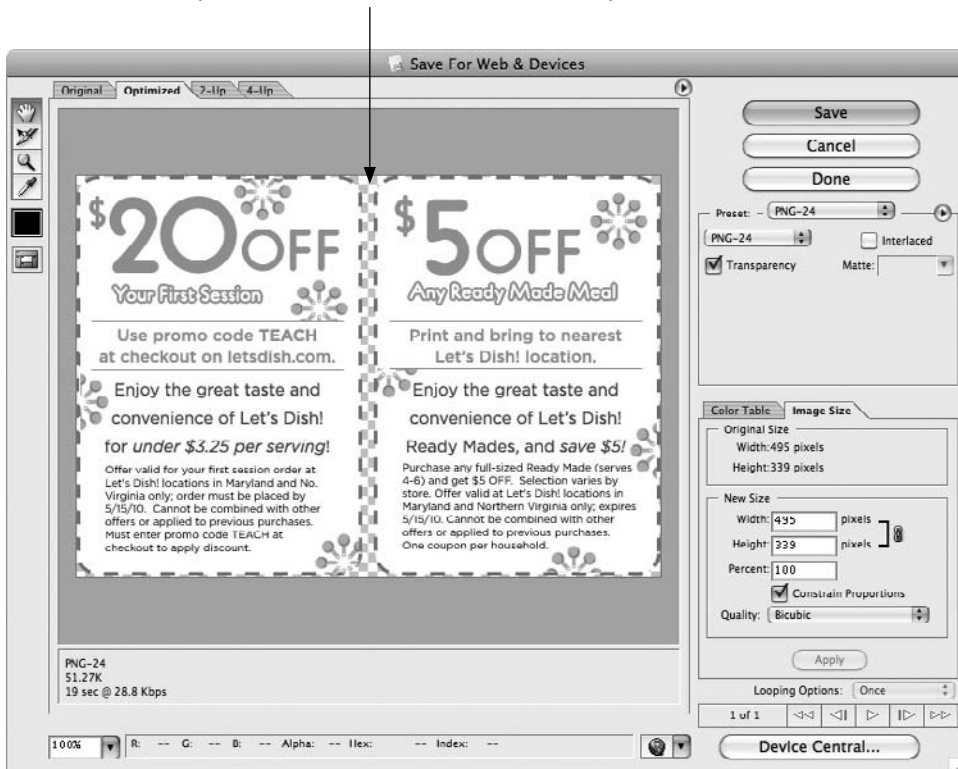 Save For Web & Devices
Original Optimized 2-Up 4-Up
Save
Cancel
Done
Preset: PNG-24
PNG-24
Interlaced
Transparency
Matte:
$20 OFF
Your First Session
Use promo code TEACH
at checkout on letsdish.com.
Enjoy the great taste and
convenience of Let's Dish!
for under $3.25 per serving!
Offer valid for your first session order at
Let's Dish! locations in Maryland and No.
Virginia only; order must be placed by
5/15/10. Cannot be combined with other
offers or applied to previous purchases.
Must enter promo code TEACH at
checkout to apply discount.
$5 OFF
Any Ready Made Meal
Print and bring to nearest
Let's Dish! location.
Enjoy the great taste and
convenience of Let's Dish!
Ready Mades, and save $5!
Purchase any full-sized Ready Made (serves
4-6) and get $5 OFF. Selection varies by
store. Offer valid at Let's Dish! locations in
Maryland and Northern Virginia only; expires
5/15/10. Cannot be combined with other
offers or applied to previous purchases.
One coupon per household.
Color Table Image Size
Original Size
Width: 495 pixels
Height: 339 pixels
New Size
Width: 495 pixels
Height: 339 pixels
Percent: 100
Constrain Proportions
Quality: Bicubic
Apply
Looping Options: Once
1 of 1
PNG-24
51.27K
19 sec @ 28.8 Kbps
100% R: -- G: -- B: -- Alpha: -- Hex: -- Index: --
Device Central...